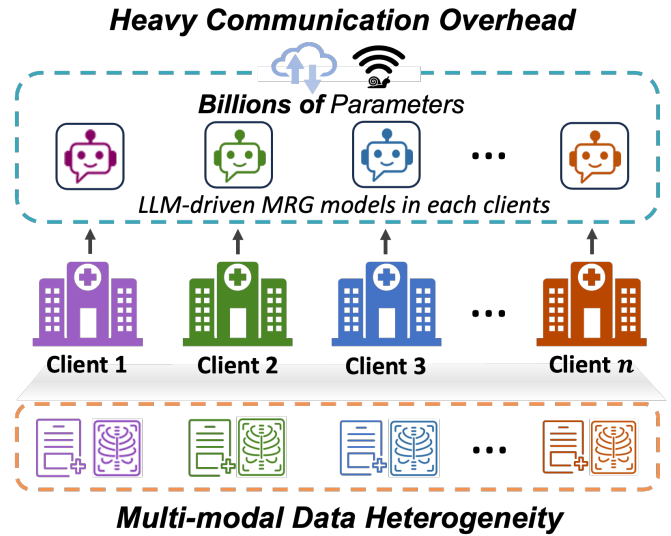 Heavy Communication Overhead
Billions of Parameters
...
LLM-driven MRG models in each clients
...
Client 1 Client 2 Client 3 Client n
...
Multi-modal Data Heterogeneity